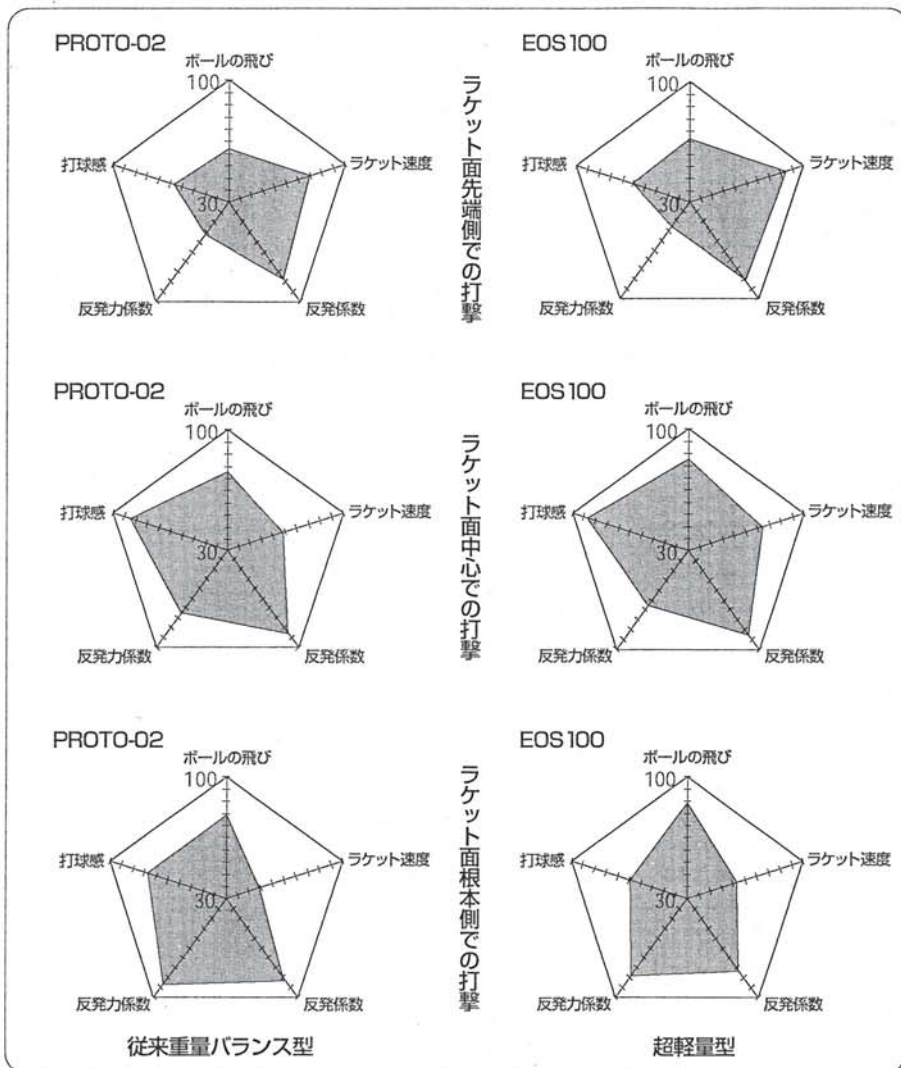 PROTO-02
ボールの飛び
100
打球感
ラケット速度
30
反発力係数
反発係数
ラケット面先端側での打撃
EOS100
ボールの飛び
100
打球感
ラケット速度
30
反発力係数
反発係数
PROTO-02
ボールの飛び
100
打球感
ラケット速度
30
反発力係数
反発係数
ラケット面中心での打撃
EOS100
ボールの飛び
100
打球感
ラケット速度
30
反発力係数
反発係数
PROTO-02
ボールの飛び
100
打球感
ラケット速度
30
反発力係数
反発係数
ラケット面根本側での打撃
EOS100
ボールの飛び
100
打球感
ラケット速度
30
反発力係数
反発係数
従来重量バランス型
超軽量型